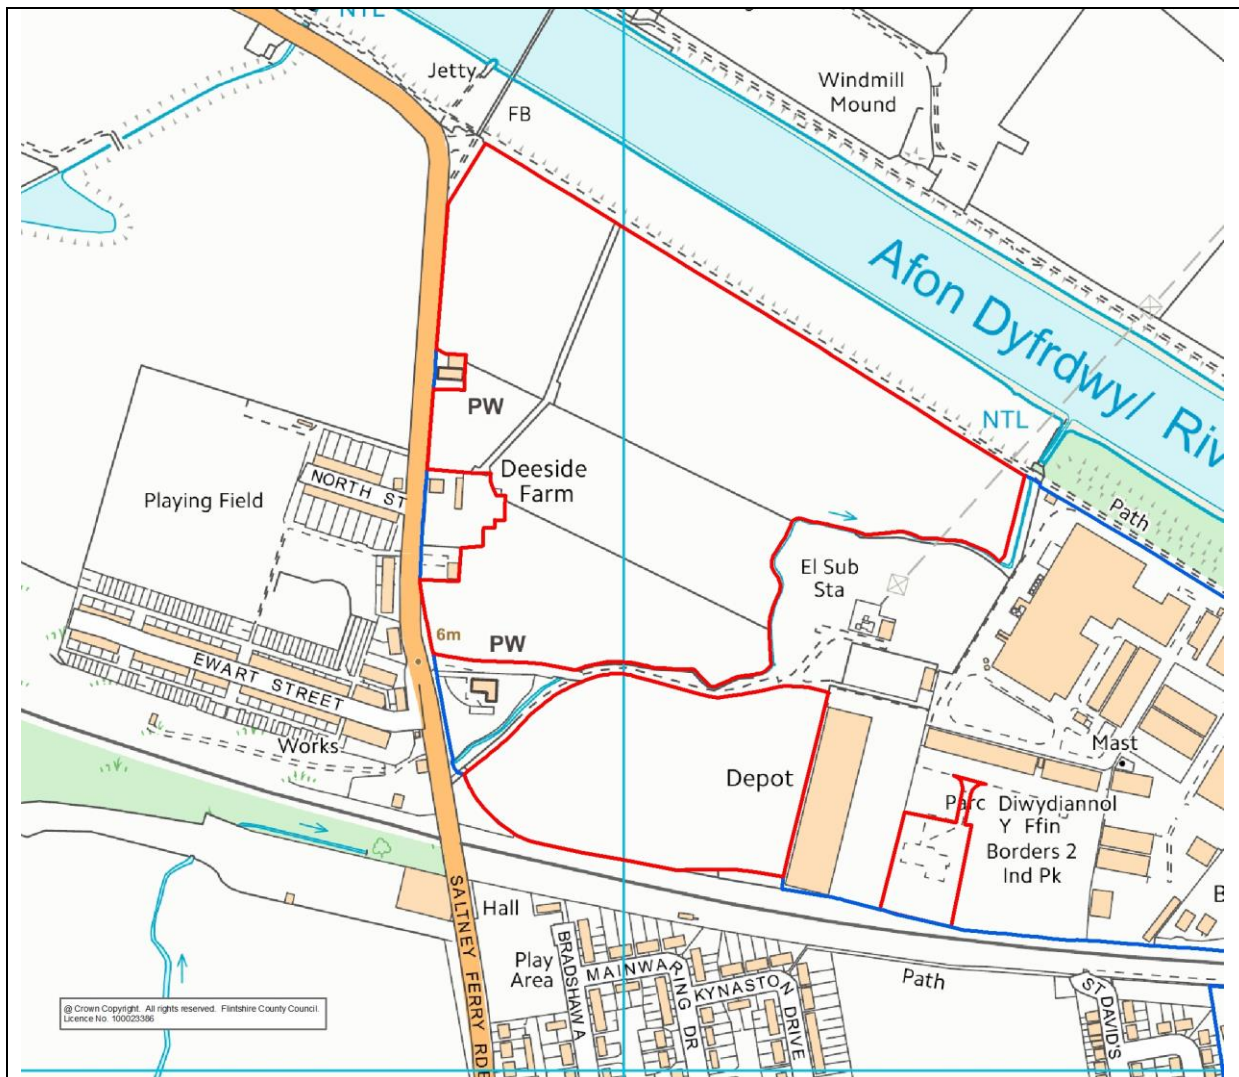 NTL
Jetty
FB
Windmill
Mound
Afon Dyfrdwy/ Riv
PW
NTL
Deeside
Farm
NORTH ST
Playing Field
Path
El Sub
Sta
6m
PW
EWART STREET
Works
Mast
Depot
Parc Diwydiannol
Y Ffin
Borders 2
Ind Pk
B
SALTNEY FERRY RD
Hall
Play
Area
BRADSHAW A
MAINWARING DR
KYNASTON DRIVE
Path
ST DAVID'S
@ Crown Copyright. All rights reserved. Flintshire County Council.
Licence No. 100023386